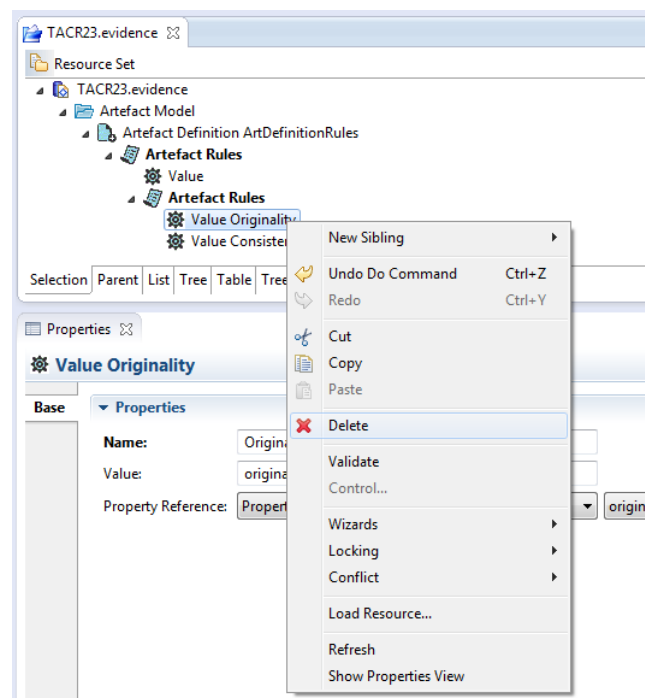 TACR23.evidence
Resource Set
TACR23.evidence
Artefact Model
Artefact Definition ArtDefinitionRules
Artefact Rules
Value
Artefact Rules
Value Originality
Value Consister
Selection Parent List Tree Table Tree
New Sibling
Undo Do Command Ctrl+Z
Redo Ctrl+Y
Cut
Copy
Paste
Delete
Validate
Control...
Wizards
Locking
Conflict
Load Resource...
Refresh
Show Properties View
Properties
Value Originality
Base
Properties
Name: Origin
Value: origina
Property Reference: Propert origin